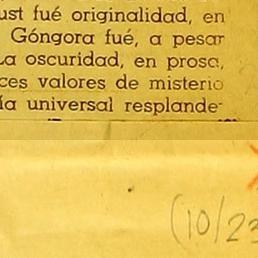 ust fué originalidad, en
Góngora fué, a pesar
La oscuridad, en prosa,
ces valores de misterio
ía universal resplande-
(10/23